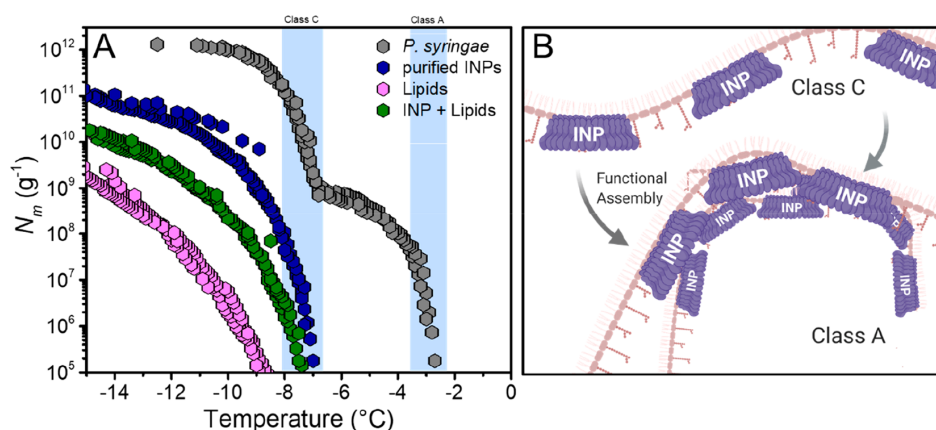 Class C
Class A
A
P. syringae
purified INPs
Lipids
INP + Lipids
10¹²
10¹¹
10¹⁰
10⁹
10⁸
10⁷
10⁶
10⁵
Nm (g⁻¹)
-14
-12
-10
-8
-6
-4
-2
0
Temperature (°C)
B
INP
INP
INP
Class C
Functional
Assembly
INP
INP
INP
INP
INP
INP
INP
Class A